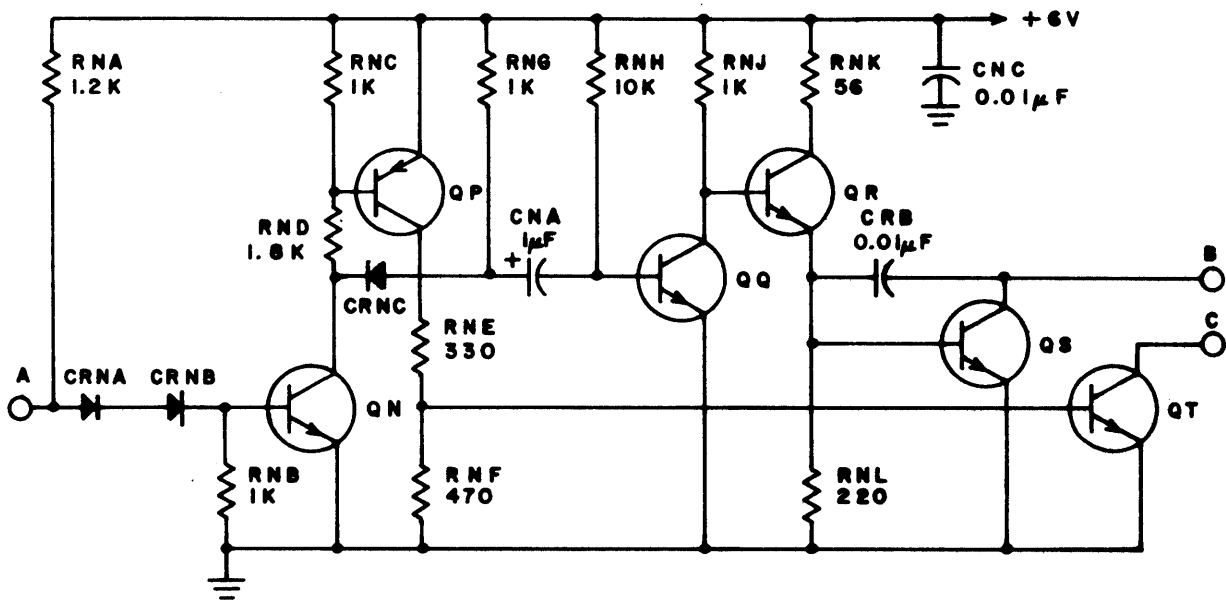 +6V
RNA
1.2K
RNC
1K
RNG
1K
RNH
10K
RNJ
1K
RNK
56
CNC
0.01μF
QP
QR
RND
1.8K
CNA
1μF
+
CRB
0.01μF
B
QQ
CRNC
C
RNE
330
QS
A
CRNA
CRNB
QN
QT
RNB
1K
RNF
470
RNL
220